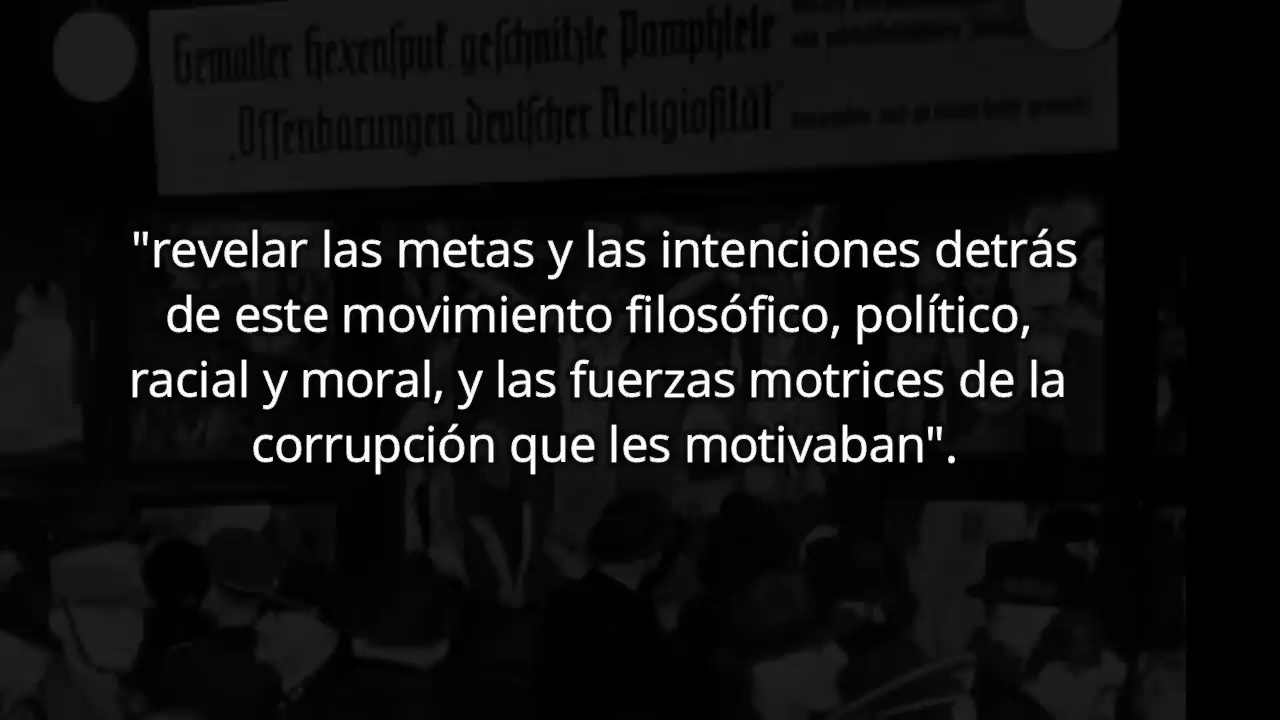 Gemalter Hexenspuk, geschnitzte Pamphlete
„Offenbarungen deutscher Religiosität“
"revelar las metas y las intenciones detrás
de este movimiento filosófico, político,
racial y moral, y las fuerzas motrices de la
corrupción que les motivaban".